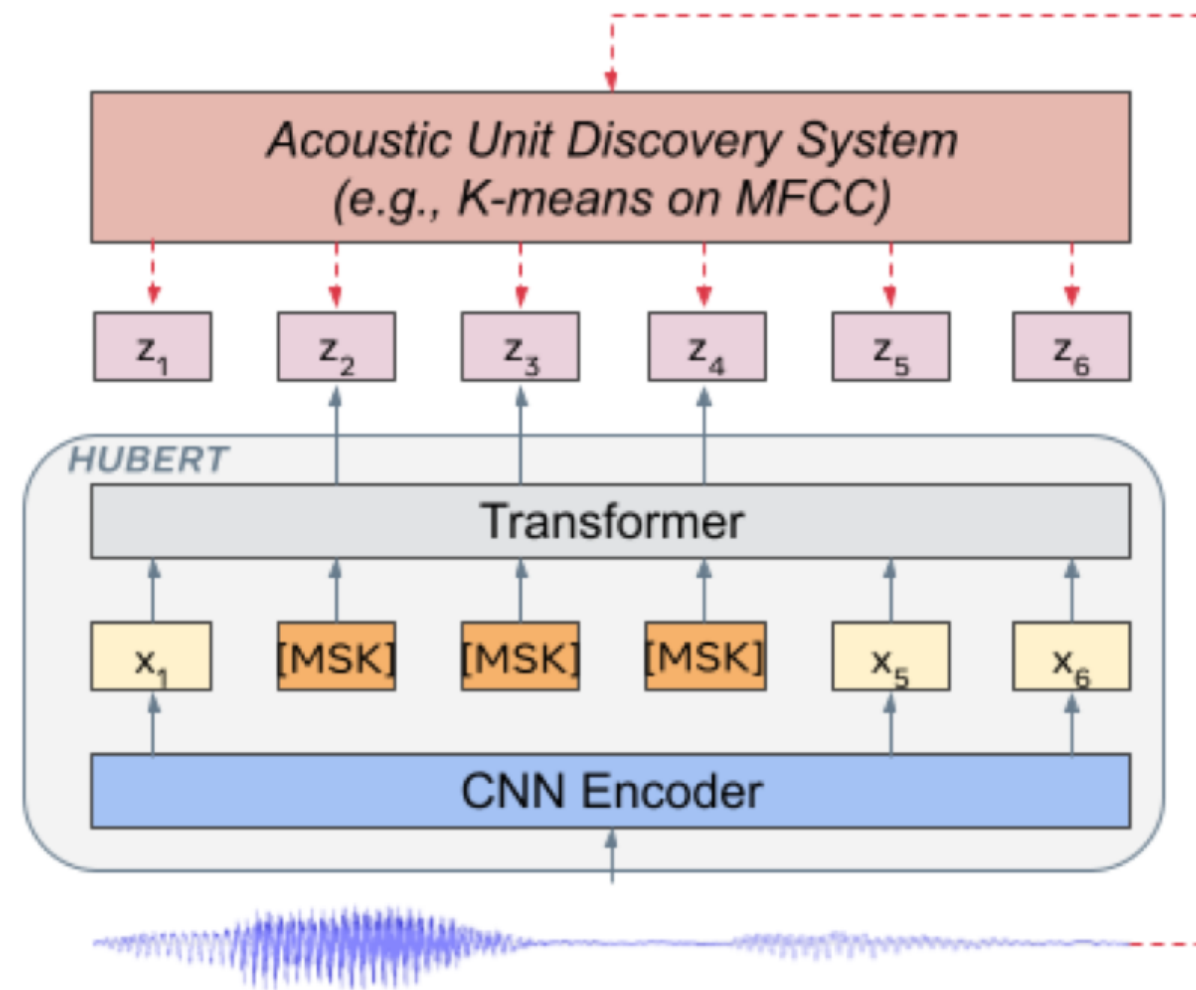 Acoustic Unit Discovery System
(e.g., K-means on MFCC)
z1 z2 z3 z4 z5 z6
HUBERT
Transformer
x1 [MSK] [MSK] [MSK] x5 x6
CNN Encoder